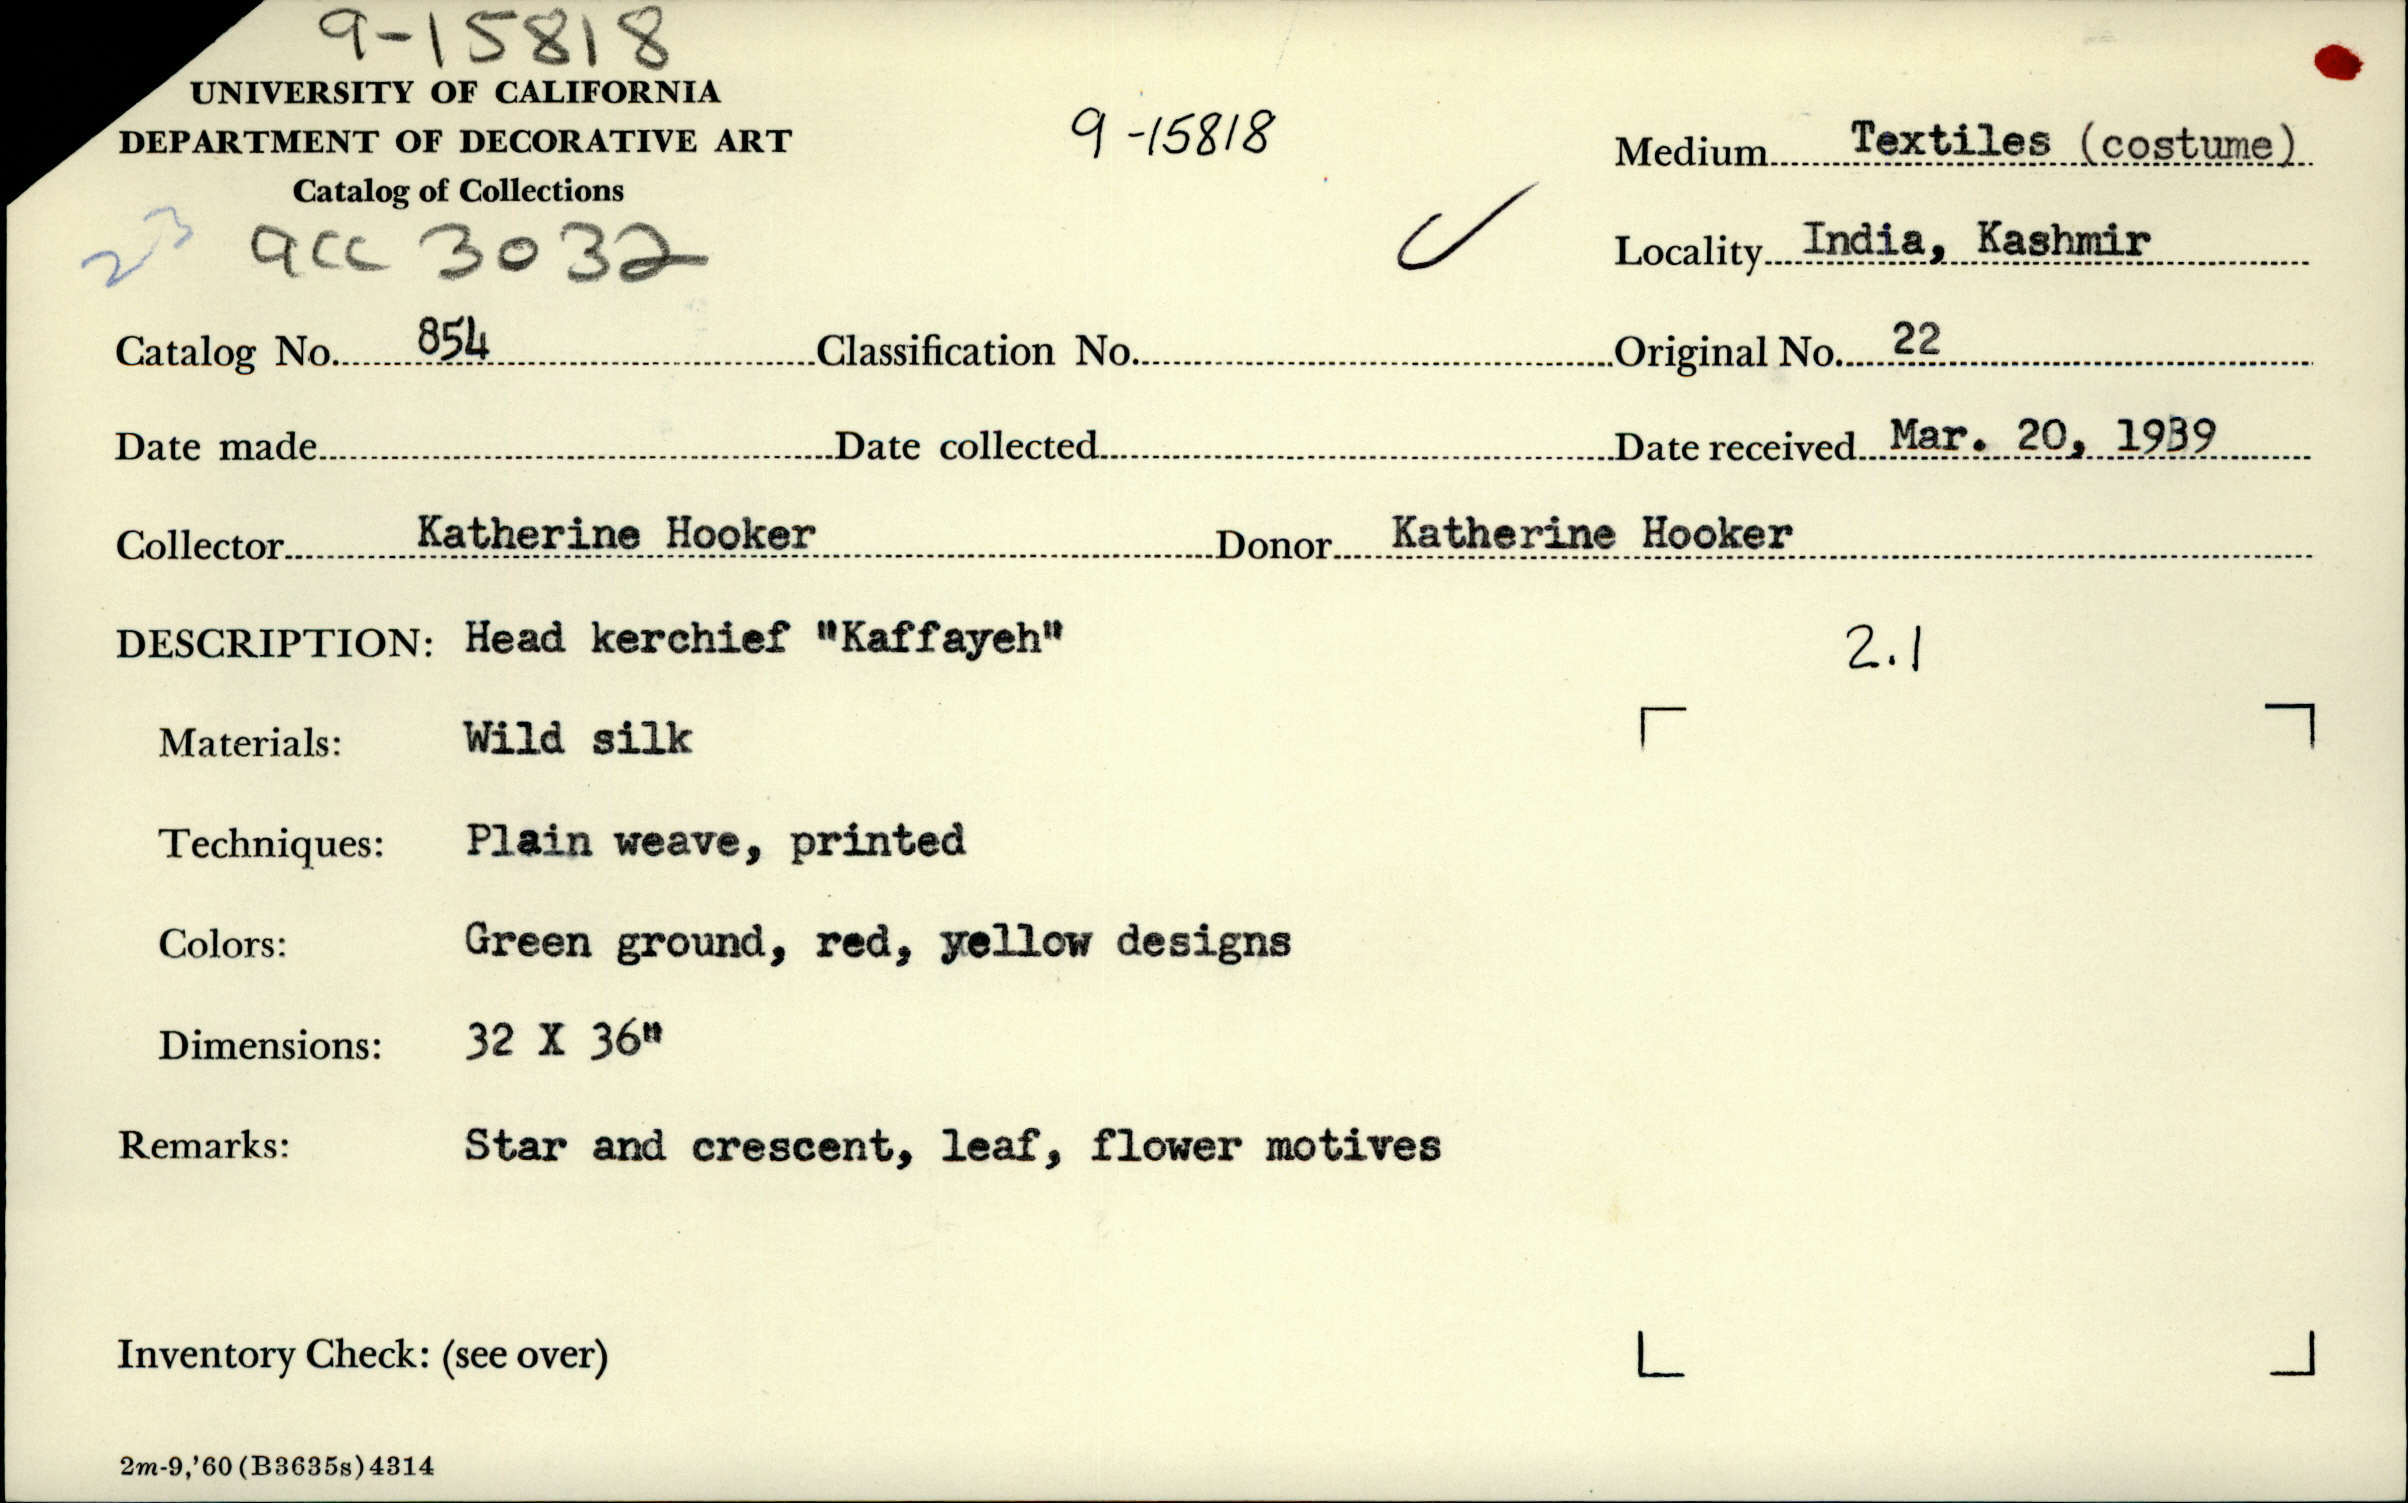 9-15818
UNIVERSITY OF CALIFORNIA
DEPARTMENT OF DECORATIVE ART
Catalog of Collections
9-15818
Medium Textiles (costume)
Locality India, Kashmir
23 acc 3032
Catalog No. 854 Classification No. Original No. 22
Date made Date collected Date received Mar. 20, 1939
Collector Katherine Hooker Donor Katherine Hooker
DESCRIPTION: Head kerchief "Kaffayeh" 2.1
Materials: Wild silk
Techniques: Plain weave, printed
Colors: Green ground, red, yellow designs
Dimensions: 32 X 36"
Remarks: Star and crescent, leaf, flower motives
Inventory Check: (see over)
2m-9,'60(B3635s)4314